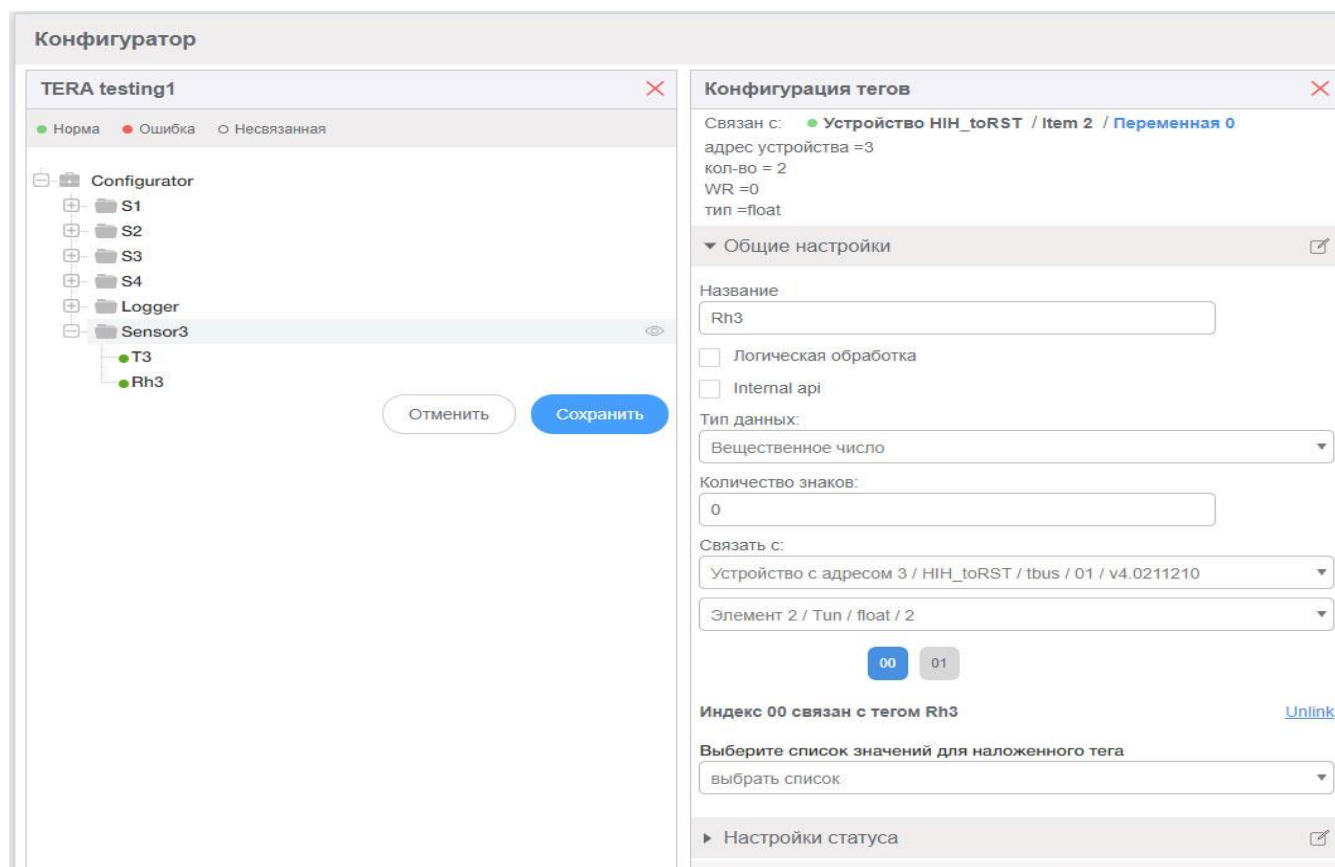 Конфигуратор
TERA testing1
Норма Ошибка Несвязанная
Configurator
S1
S2
S3
S4
Logger
Sensor3
T3
Rh3
Отменить Сохранить
Конфигурация тегов
Связан с: Устройство HIH_toRST / Item 2 / Переменная 0
адрес устройства =3
кол-во = 2
WR =0
тип =float
Общие настройки
Название
Rh3
Логическая обработка
Internal api
Тип данных:
Вещественное число
Количество знаков:
0
Связать с:
Устройство с адресом 3 / HIH_toRST / tbus / 01 / v4.0211210
Элемент 2 / Tun / float / 2
00 01
Индекс 00 связан с тегом Rh3 Unlink
Выберите список значений для наложенного тега
выбрать список
Настройки статуса